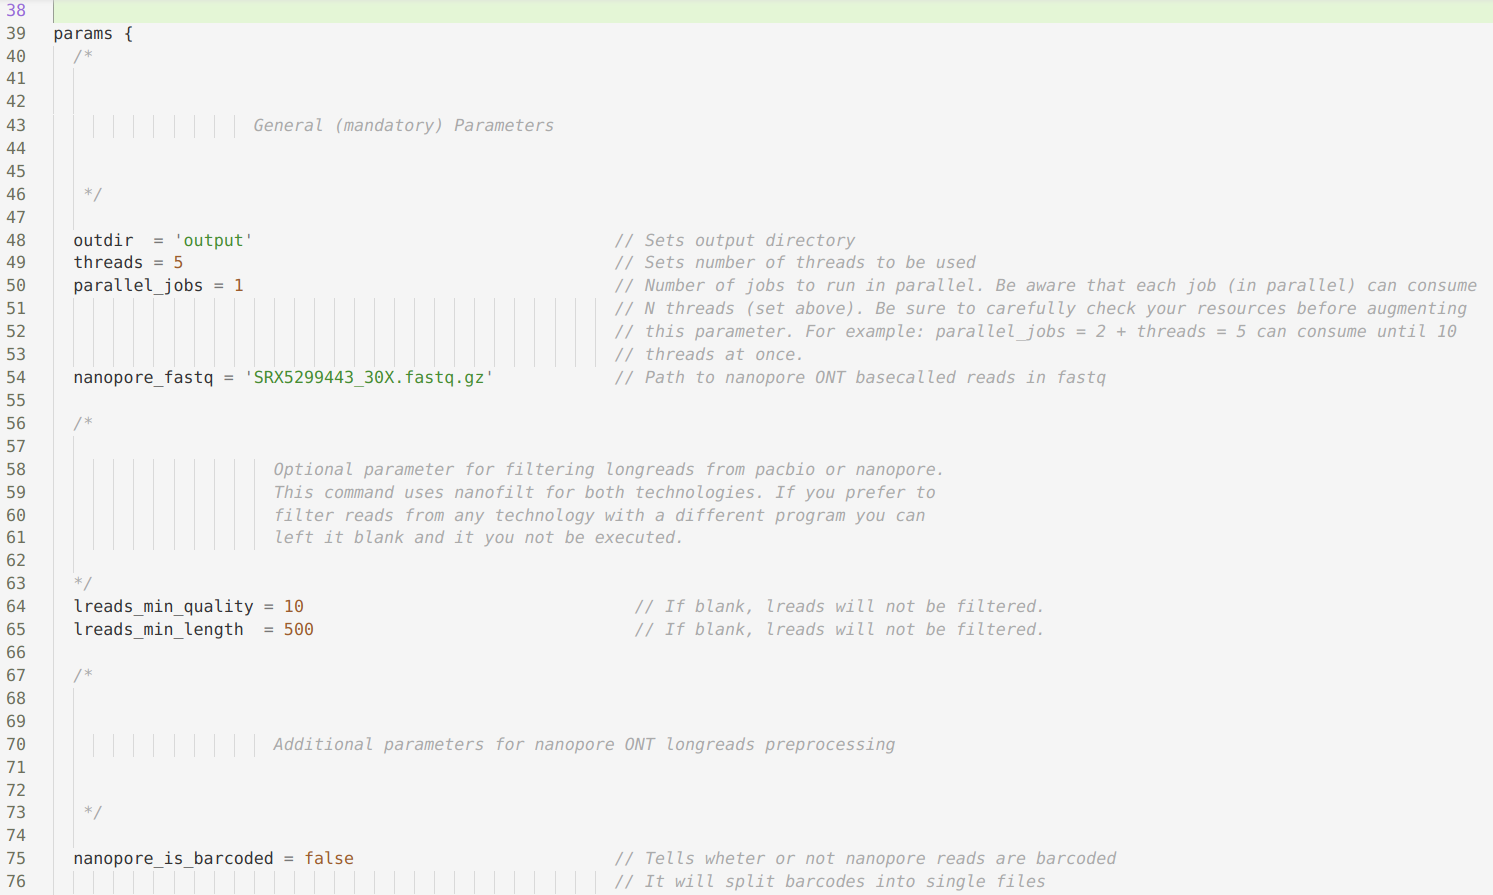 38
39 params {
40 /*
41
42
43 General (mandatory) Parameters
44
45
46 */
47
48 outdir = 'output' // Sets output directory
49 threads = 5 // Sets number of threads to be used
50 parallel_jobs = 1 // Number of jobs to run in parallel. Be aware that each job (in parallel) can consume
51 // N threads (set above). Be sure to carefully check your resources before augmenting
52 // this parameter. For example: parallel_jobs = 2 + threads = 5 can consume until 10
53 // threads at once.
54 nanopore_fastq = 'SRX5299443_30X.fastq.gz' // Path to nanopore ONT basecalled reads in fastq
55
56 /*
57
58 Optional parameter for filtering longreads from pacbio or nanopore.
59 This command uses nanofilt for both technologies. If you prefer to
60 filter reads from any technology with a different program you can
61 left it blank and it you not be executed.
62
63 */
64 lreads_min_quality = 10 // If blank, lreads will not be filtered.
65 lreads_min_length = 500 // If blank, lreads will not be filtered.
66
67 /*
68
69
70 Additional parameters for nanopore ONT longreads preprocessing
71
72
73 */
74
75 nanopore_is_barcoded = false // Tells wheter or not nanopore reads are barcoded
76 // It will split barcodes into single files